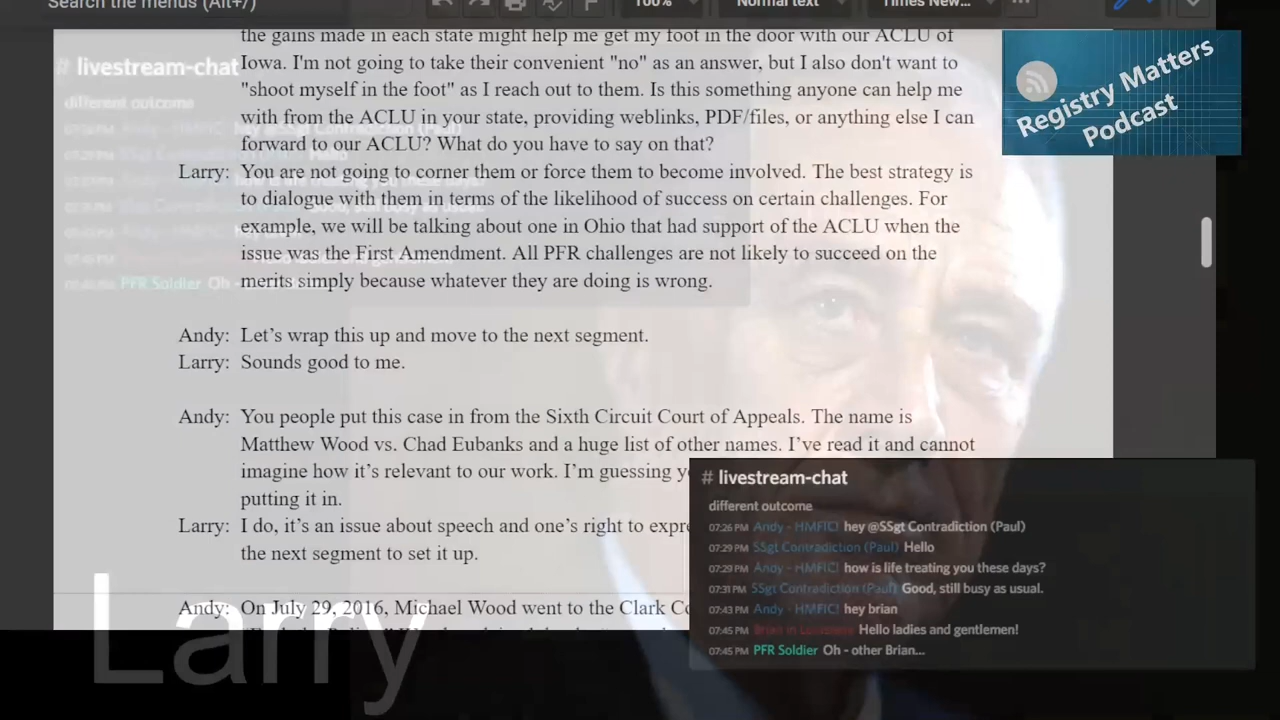 Search the menus (Alt+/)
100%
Normal text
Times New...
the gains made in each state might help me get my foot in the door with our ACLU of
Iowa. I'm not going to take their convenient "no" as an answer, but I also don't want to
"shoot myself in the foot" as I reach out to them. Is this something anyone can help me
with from the ACLU in your state, providing weblinks, PDF/files, or anything else I can
forward to our ACLU? What do you have to say on that?
Larry: You are not going to corner them or force them to become involved. The best strategy is
to dialogue with them in terms of the likelihood of success on certain challenges. For
example, we will be talking about one in Ohio that had support of the ACLU when the
issue was the First Amendment. All PFR challenges are not likely to succeed on the
merits simply because whatever they are doing is wrong.
Andy: Let's wrap this up and move to the next segment.
Larry: Sounds good to me.
Andy: You people put this case in from the Sixth Circuit Court of Appeals. The name is
Matthew Wood vs. Chad Eubanks and a huge list of other names. I've read it and cannot
imagine how it's relevant to our work. I'm guessing
putting it in.
Larry: I do, it's an issue about speech and one's right to
the next segment to set it up.
Andy: On July 29, 2016, Michael Wood went to the Clark
# livestream-chat
different outcome
PFR Soldier Oh -
Registry Matters
Podcast
# livestream-chat
different outcome
07:26 PM Andy - HMFIC! hey @SSgt Contradiction (Paul)
07:29 PM SSgt Contradiction (Paul) Hello
07:29 PM Andy - HMFIC! how is life treating you these days?
07:31 PM SSgt Contradiction (Paul) Good, still busy as usual.
07:43 PM Andy - HMFIC! hey brian
07:45 PM Brian in Louisiana Hello ladies and gentlemen!
07:45 PM PFR Soldier Oh - other Brian...
Larry